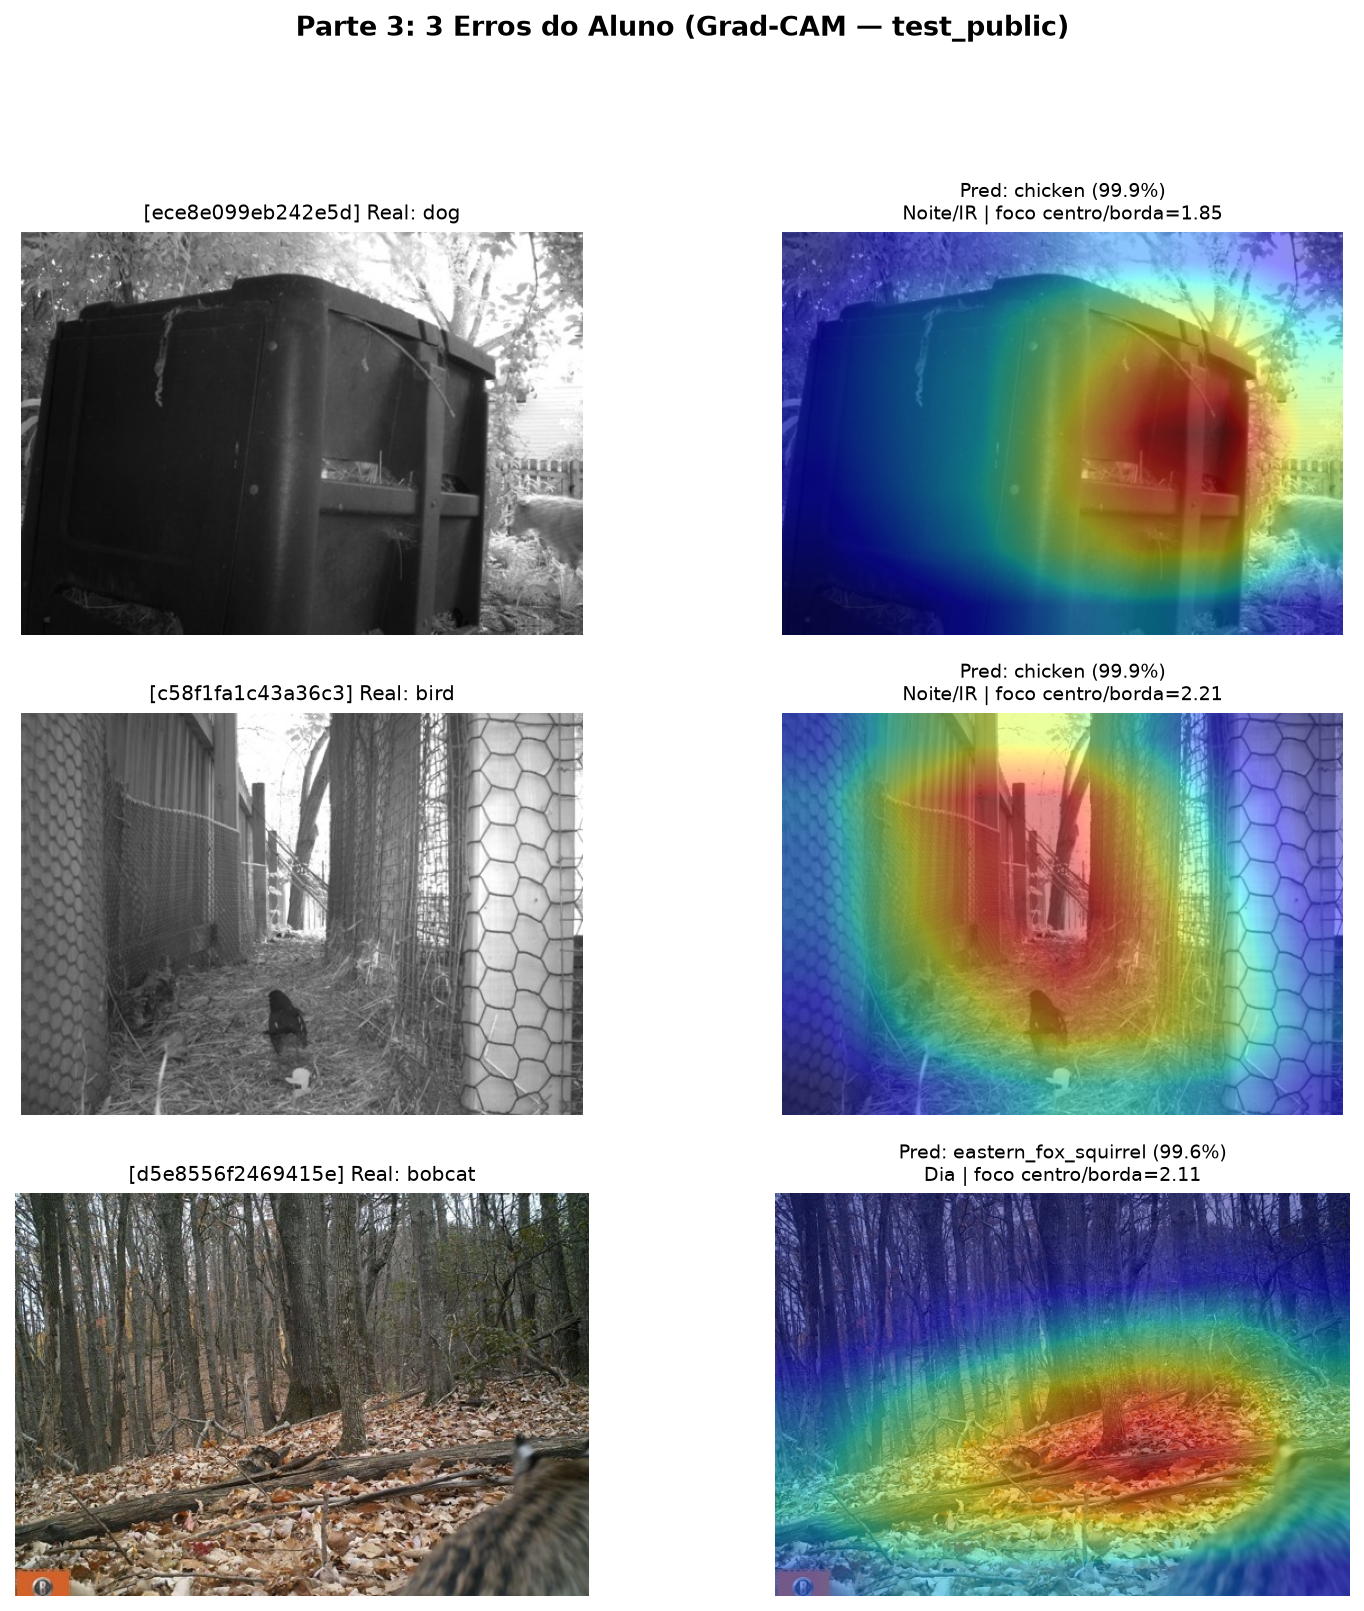 Parte 3: 3 Erros do Aluno (Grad-CAM — test_public)
[ece8e099eb242e5d] Real: dog
Pred: chicken (99.9%)
Noite/IR | foco centro/borda=1.85
[c58f1fa1c43a36c3] Real: bird
Pred: chicken (99.9%)
Noite/IR | foco centro/borda=2.21
[d5e8556f2469415e] Real: bobcat
Pred: eastern_fox_squirrel (99.6%)
Dia | foco centro/borda=2.11